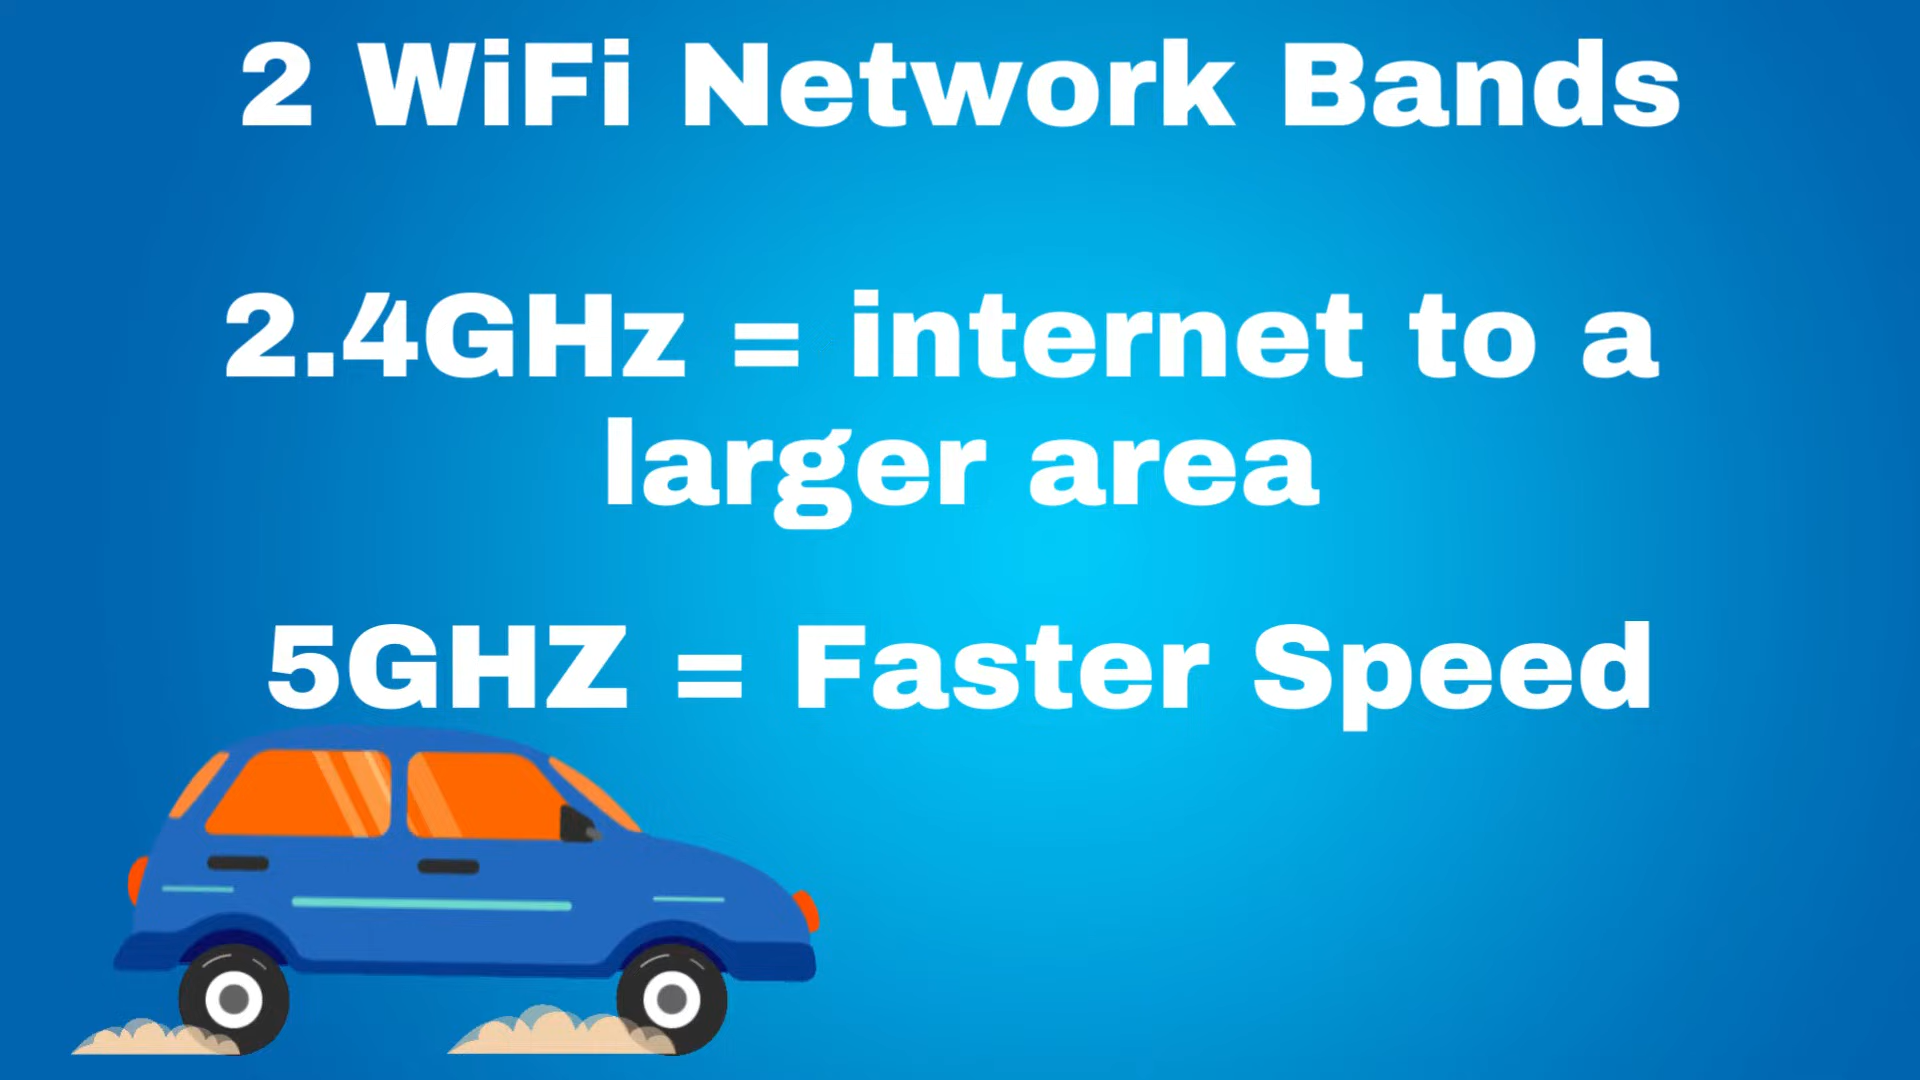 2 WiFi Network Bands
2.4GHz = internet to a
larger area
5GHZ = Faster Speed